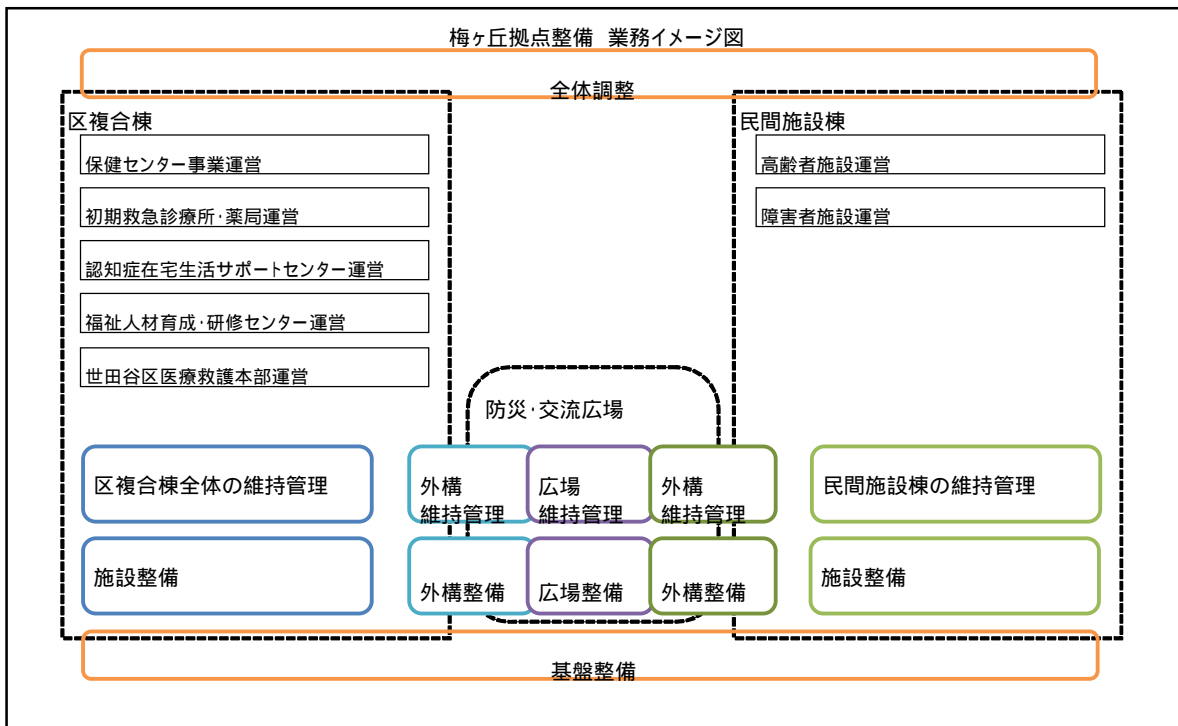 梅ヶ丘拠点整備 業務イメージ図
全体調整
区複合棟
保健センター事業運営
初期救急診療所・薬局運営
認知症在宅生活サポートセンター運営
福祉人材育成・研修センター運営
世田谷区医療救護本部運営
民間施設棟
高齢者施設運営
障害者施設運営
防災・交流広場
区複合棟全体の維持管理
外構
維持管理
広場
維持管理
外構
維持管理
民間施設棟の維持管理
施設整備
外構整備
広場整備
外構整備
施設整備
基盤整備